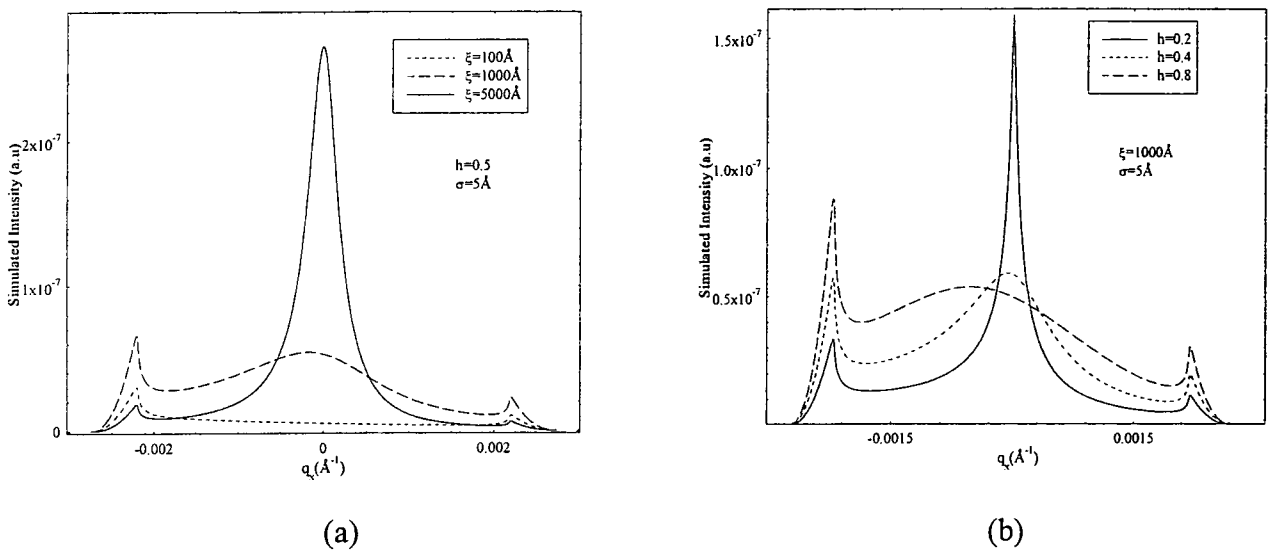 ξ=100Å
ξ=1000Å
ξ=5000Å
h=0.5
σ=5Å
2x10⁻⁷
1x10⁻⁷
0
Simulated Intensity (a.u)
-0.002
0
0.002
qₓ(Å⁻¹)
(a)
h=0.2
h=0.4
h=0.8
ξ=1000Å
σ=5Å
1.5x10⁻⁷
1.0x10⁻⁷
0.5x10⁻⁷
Simulated Intensity (a.u)
-0.0015
0.0015
qₓ(Å⁻¹)
(b)